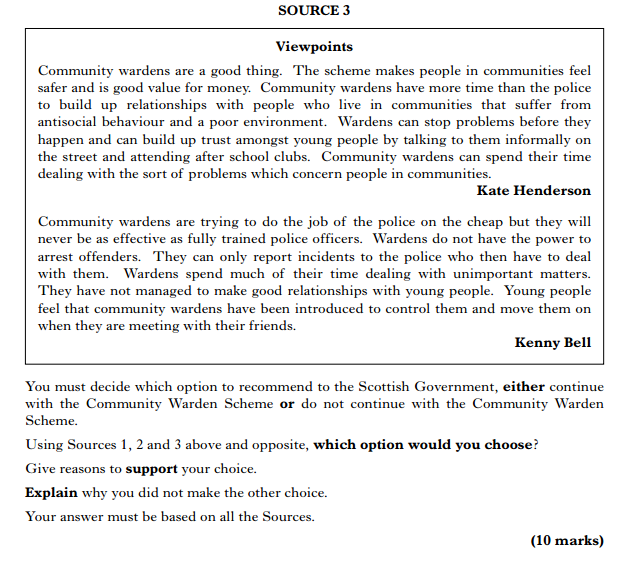 SOURCE 3
Viewpoints
Community wardens are a good thing. The scheme makes people in communities feel
safer and is good value for money. Community wardens have more time than the police
to build up relationships with people who live in communities that suffer from
antisocial behaviour and a poor environment. Wardens can stop problems before they
happen and can build up trust amongst young people by talking to them informally on
the street and attending after school clubs. Community wardens can spend their time
dealing with the sort of problems which concern people in communities.
Kate Henderson
Community wardens are trying to do the job of the police on the cheap but they will
never be as effective as fully trained police officers. Wardens do not have the power to
arrest offenders. They can only report incidents to the police who then have to deal
with them. Wardens spend much of their time dealing with unimportant matters.
They have not managed to make good relationships with young people. Young people
feel that community wardens have been introduced to control them and move them on
when they are meeting with their friends.
Kenny Bell
You must decide which option to recommend to the Scottish Government, either continue
with the Community Warden Scheme or do not continue with the Community Warden
Scheme.
Using Sources 1, 2 and 3 above and opposite, which option would you choose?
Give reasons to support your choice.
Explain why you did not make the other choice.
Your answer must be based on all the Sources.
(10 marks)